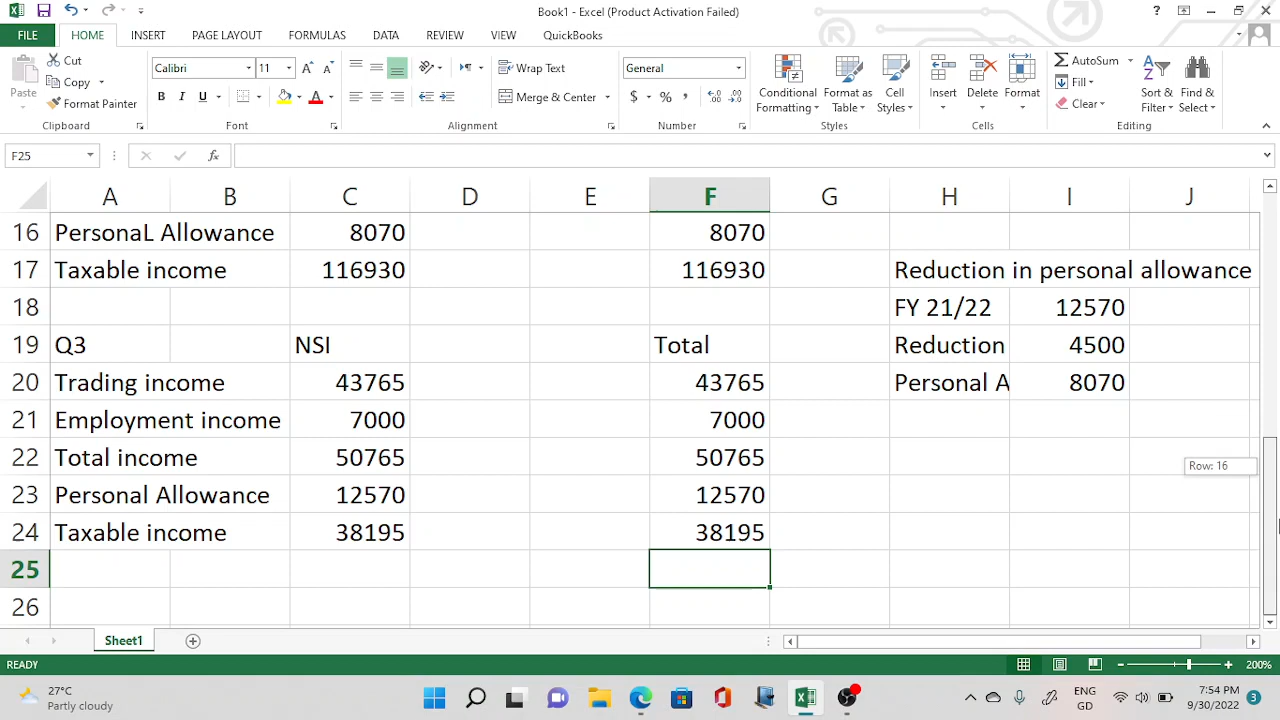 Book1 - Excel (Product Activation Failed)
FILE HOME INSERT PAGE LAYOUT FORMULAS DATA REVIEW VIEW QuickBooks
Paste
Cut
Copy
Format Painter
Clipboard
Calibri 11
B I U
Font
Wrap Text
Merge & Center
Alignment
General
$ % ,
Number
Conditional Formatting
Format as Table
Cell Styles
Styles
Insert
Delete
Format
Cells
AutoSum
Fill
Clear
Sort & Filter
Find & Select
Editing
F25
fx
A B C D E F G H I J
16 PersonaL Allowance 8070 8070
17 Taxable income 116930 116930 Reduction in personal allowance
18 FY 21/22 12570
19 Q3 NSI Total Reduction 4500
20 Trading income 43765 43765 Personal A 8070
21 Employment income 7000 7000
22 Total income 50765 50765
Row: 16
23 Personal Allowance 12570 12570
24 Taxable income 38195 38195
25
26
Sheet1
READY 200%
27°C
Partly cloudy
ENG
GD
7:54 PM
9/30/2022
3